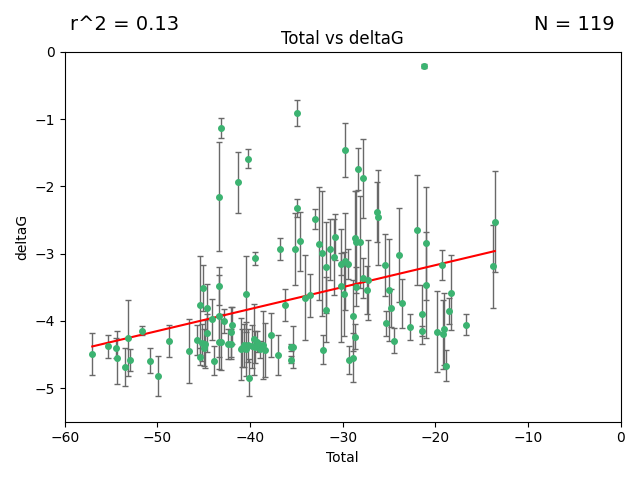 r^2 = 0.13
N = 119
Total vs deltaG
0
−1
−2
−3
−4
−5
deltaG
−60 −50 −40 −30 −20 −10 0
Total